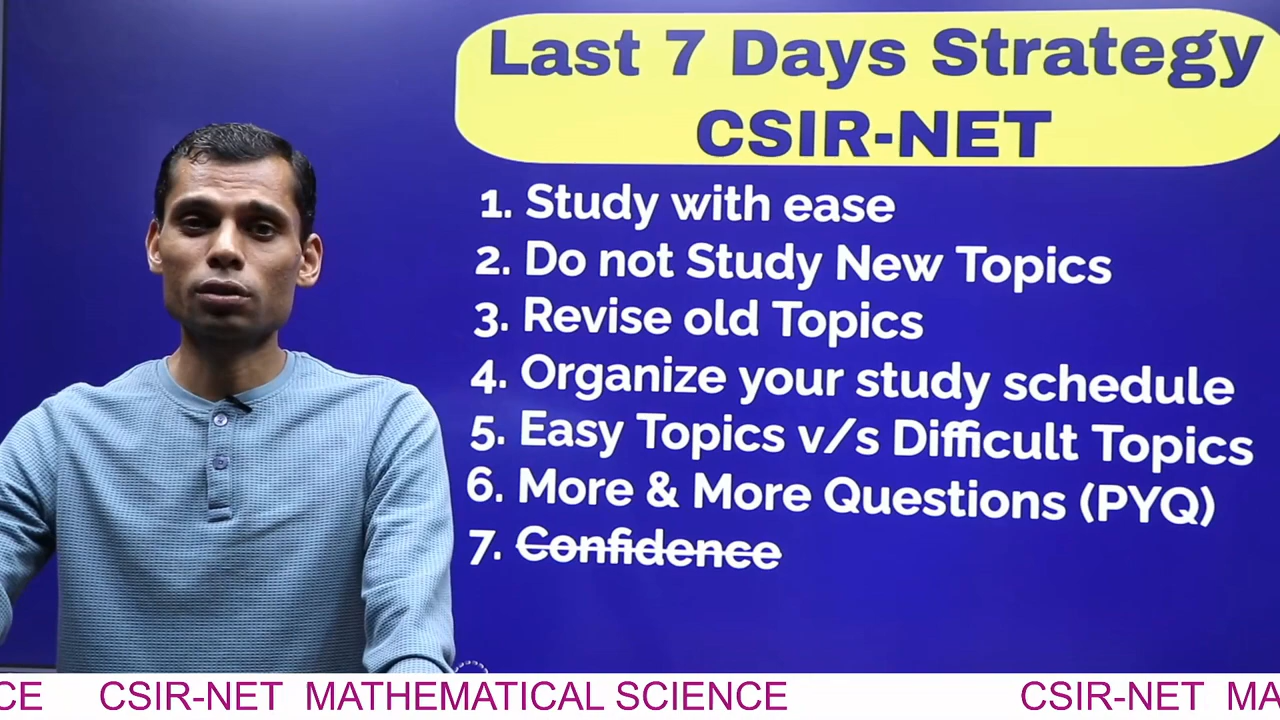 Last 7 Days Strategy
CSIR-NET
1. Study with ease
2. Do not Study New Topics
3. Revise old Topics
4. Organize your study schedule
5. Easy Topics v/s Difficult Topics
6. More & More Questions (PYQ)
7. Confidence
CE CSIR-NET MATHEMATICAL SCIENCE CSIR-NET MA